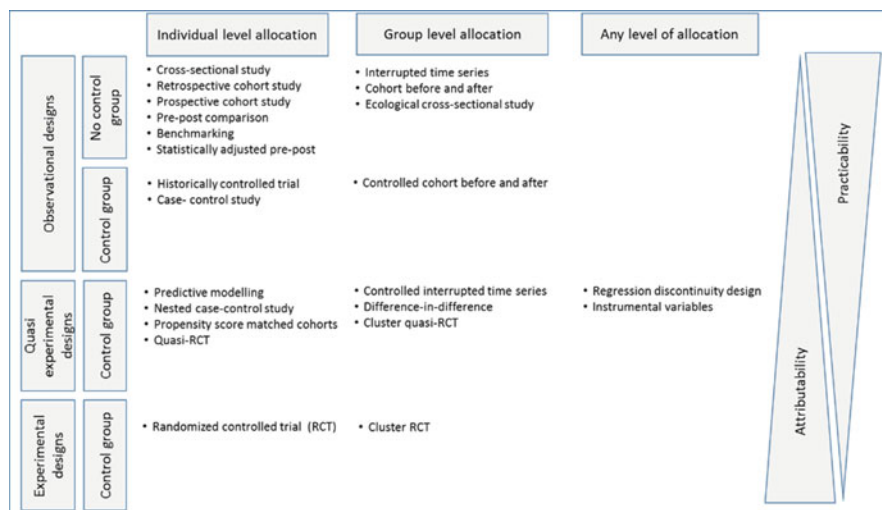 Individual level allocation
Group level allocation
Any level of allocation
Observational designs
No control group
• Cross-sectional study
• Retrospective cohort study
• Prospective cohort study
• Pre-post comparison
• Benchmarking
• Statistically adjusted pre-post
• Interrupted time series
• Cohort before and after
• Ecological cross-sectional study
Control group
• Historically controlled trial
• Case- control study
• Controlled cohort before and after
Quasi experimental designs
Control group
• Predictive modelling
• Nested case-control study
• Propensity score matched cohorts
• Quasi-RCT
• Controlled interrupted time series
• Difference-in-difference
• Cluster quasi-RCT
• Regression discontinuity design
• Instrumental variables
Experimental designs
Control group
• Randomized controlled trial (RCT)
• Cluster RCT
Attributability
Practicability